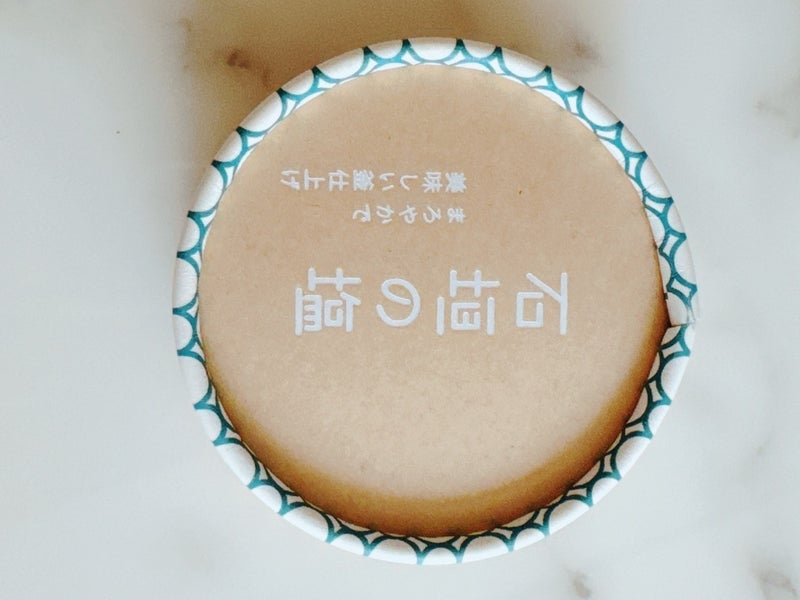 石垣の塩
まろやかで
美味しい釜仕上げ